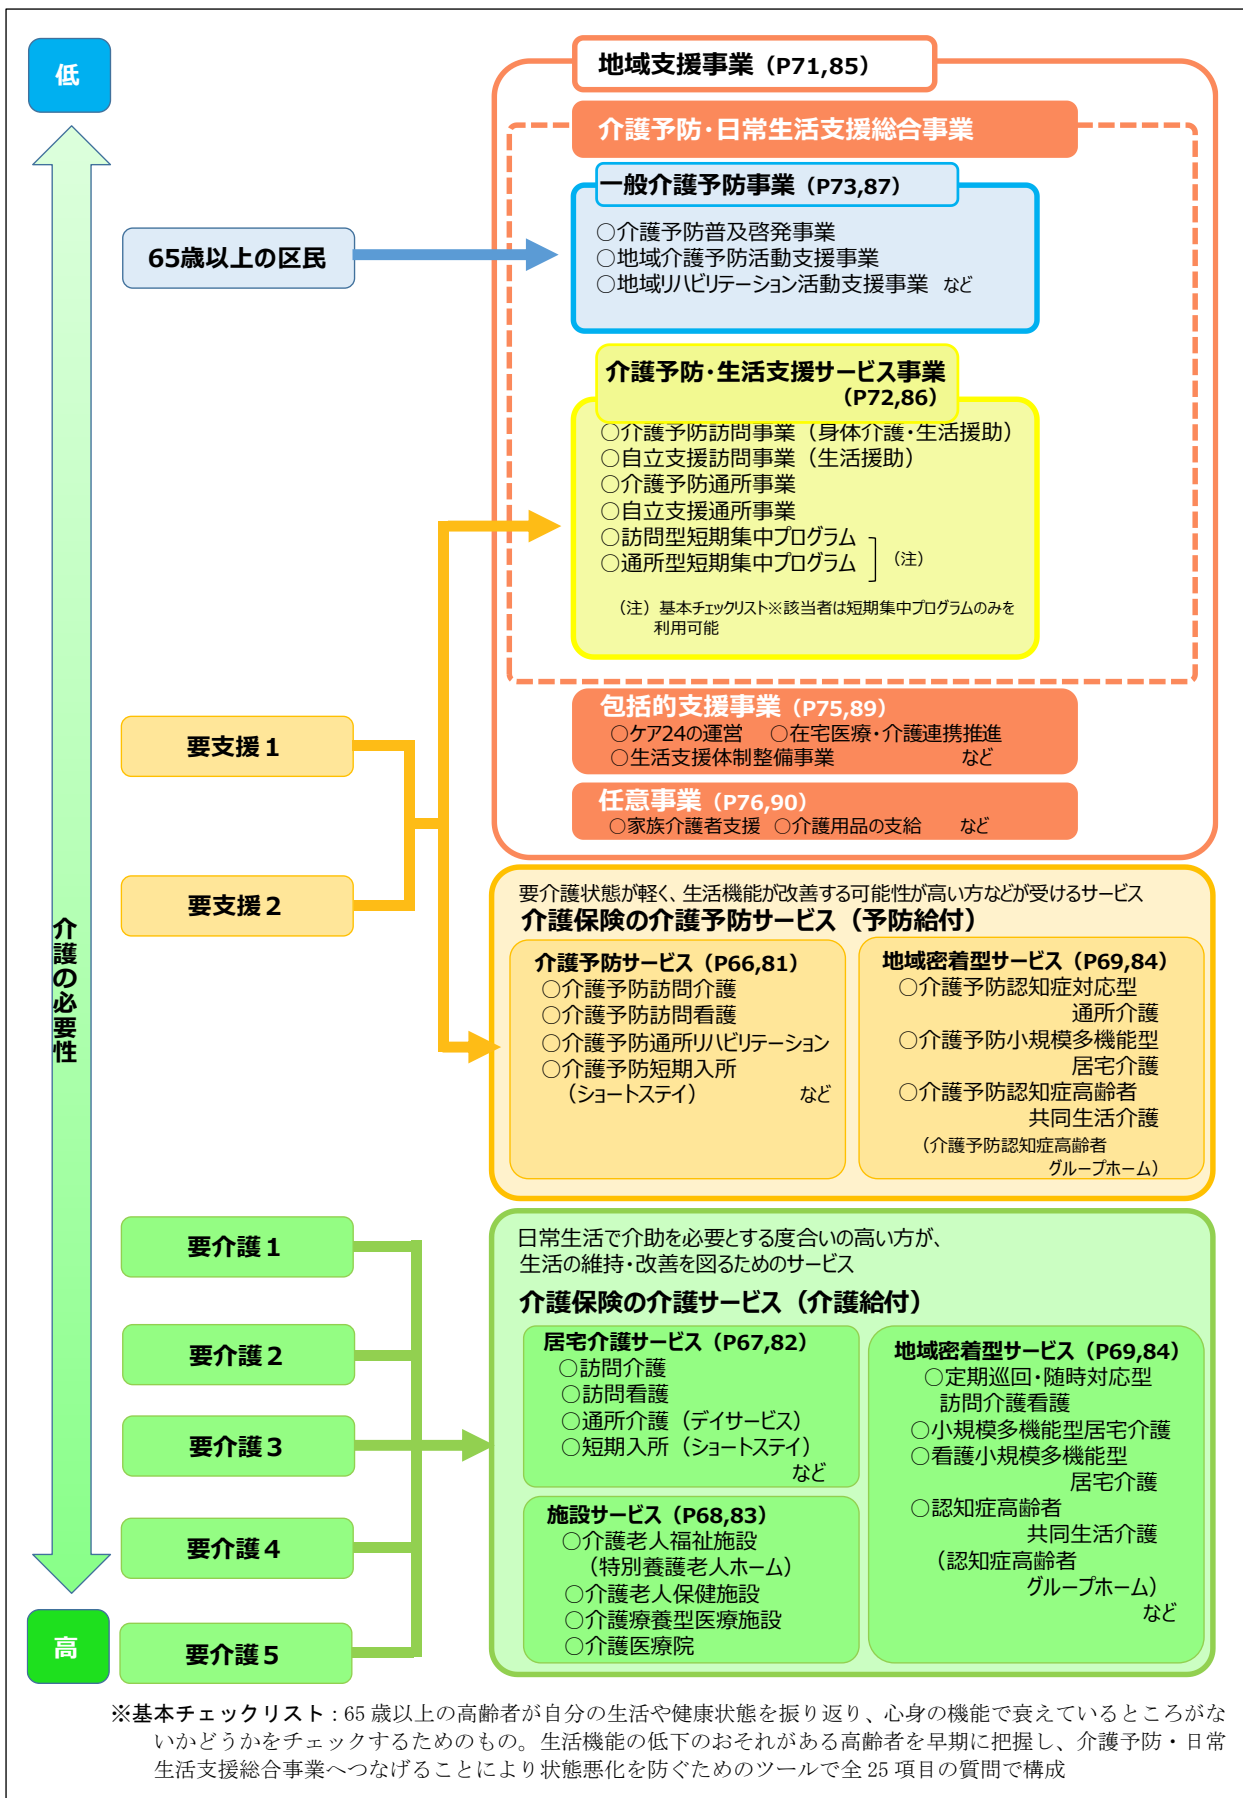 低
地域支援事業（P71,85）
介護予防・日常生活支援総合事業
一般介護予防事業（P73,87）
○介護予防普及啓発事業
○地域介護予防活動支援事業
○地域リハビリテーション活動支援事業 など
65歳以上の区民
介護予防・生活支援サービス事業
（P72,86）
○介護予防訪問事業（身体介護・生活援助）
○自立支援訪問事業（生活援助）
○介護予防通所事業
○自立支援通所事業
○訪問型短期集中プログラム
○通所型短期集中プログラム
（注）
（注）基本チェックリスト※該当者は短期集中プログラムのみを
利用可能
包括的支援事業（P75,89）
○ケア24の運営 ○在宅医療・介護連携推進
○生活支援体制整備事業 など
任意事業（P76,90）
○家族介護者支援 ○介護用品の支給 など
要支援１
要支援２
介護の必要性
要介護状態が軽く、生活機能が改善する可能性が高い方などが受けるサービス
介護保険の介護予防サービス（予防給付）
介護予防サービス（P66,81）
○介護予防訪問介護
○介護予防訪問看護
○介護予防通所リハビリテーション
○介護予防短期入所
（ショートステイ） など
地域密着型サービス（P69,84）
○介護予防認知症対応型
通所介護
○介護予防小規模多機能型
居宅介護
○介護予防認知症高齢者
共同生活介護
（介護予防認知症高齢者
グループホーム）
要介護１
要介護２
要介護３
要介護４
要介護５
高
日常生活で介助を必要とする度合いの高い方が、
生活の維持・改善を図るためのサービス
介護保険の介護サービス（介護給付）
居宅介護サービス（P67,82）
○訪問介護
○訪問看護
○通所介護（デイサービス）
○短期入所（ショートステイ）
など
施設サービス（P68,83）
○介護老人福祉施設
（特別養護老人ホーム）
○介護老人保健施設
○介護療養型医療施設
○介護医療院
地域密着型サービス（P69,84）
○定期巡回・随時対応型
訪問介護看護
○小規模多機能型居宅介護
○看護小規模多機能型
居宅介護
○認知症高齢者
共同生活介護
（認知症高齢者
グループホーム）
など
※基本チェックリスト：65 歳以上の高齢者が自分の生活や健康状態を振り返り、心身の機能で衰えているところがな
いかどうかをチェックするためのもの。生活機能の低下のおそれがある高齢者を早期に把握し、介護予防・日常
生活支援総合事業へつなげることにより状態悪化を防ぐためのツールで全 25 項目の質問で構成